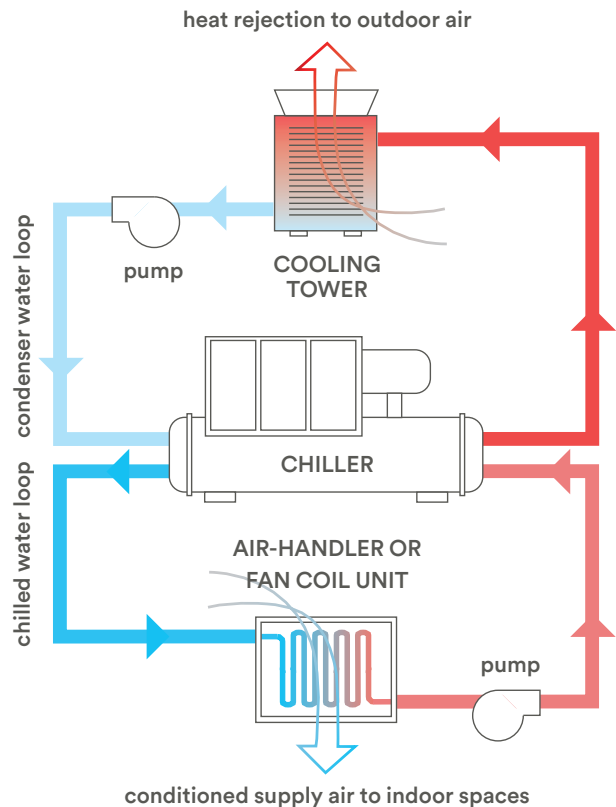 heat rejection to outdoor air
pump
COOLING
TOWER
condenser water loop
CHILLER
chilled water loop
AIR-HANDLER OR
FAN COIL UNIT
pump
conditioned supply air to indoor spaces